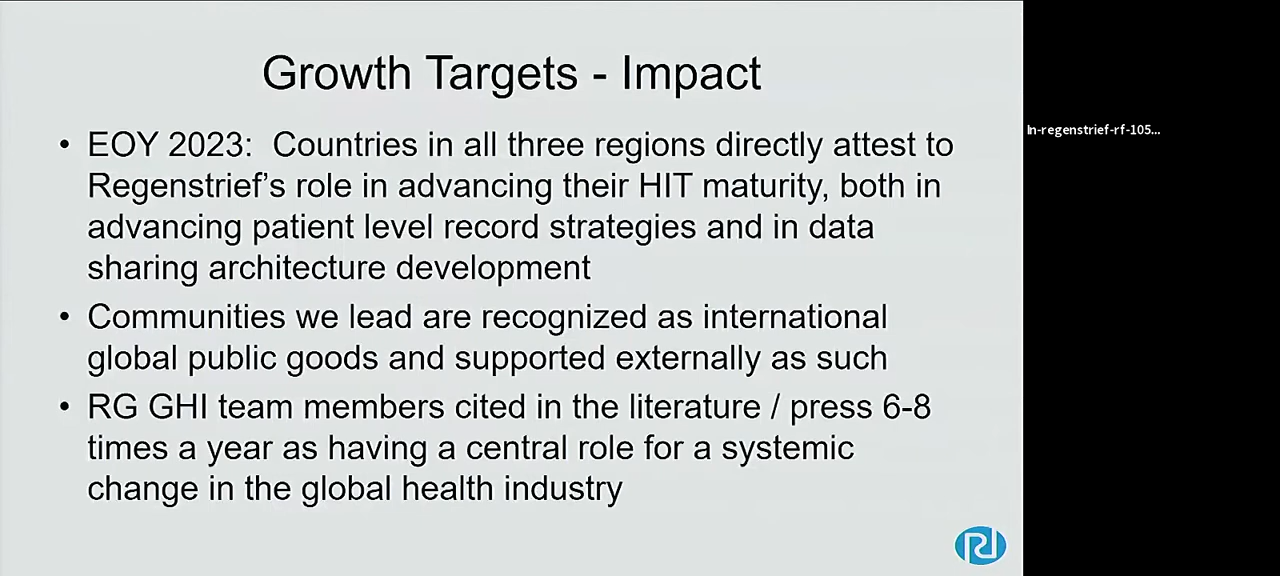 Growth Targets - Impact
• EOY 2023:  Countries in all three regions directly attest to
Regenstrief's role in advancing their HIT maturity, both in
advancing patient level record strategies and in data
sharing architecture development
• Communities we lead are recognized as international
global public goods and supported externally as such
• RG GHI team members cited in the literature / press 6-8
times a year as having a central role for a systemic
change in the global health industry
In-regenstrief-rf-105...